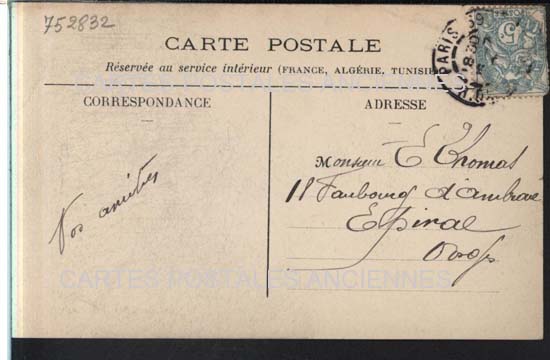 752832
CARTE POSTALE
Réservée au service intérieur (FRANCE, ALGÉRIE, TUNISIE
CORRESPONDANCE
ADRESSE
PARIS
Monsieur E Thomas
18 Faubourg d'Ambrail
Epinal
Vosges
Vos amitiés
CARTES POSTALES ANCIENNES